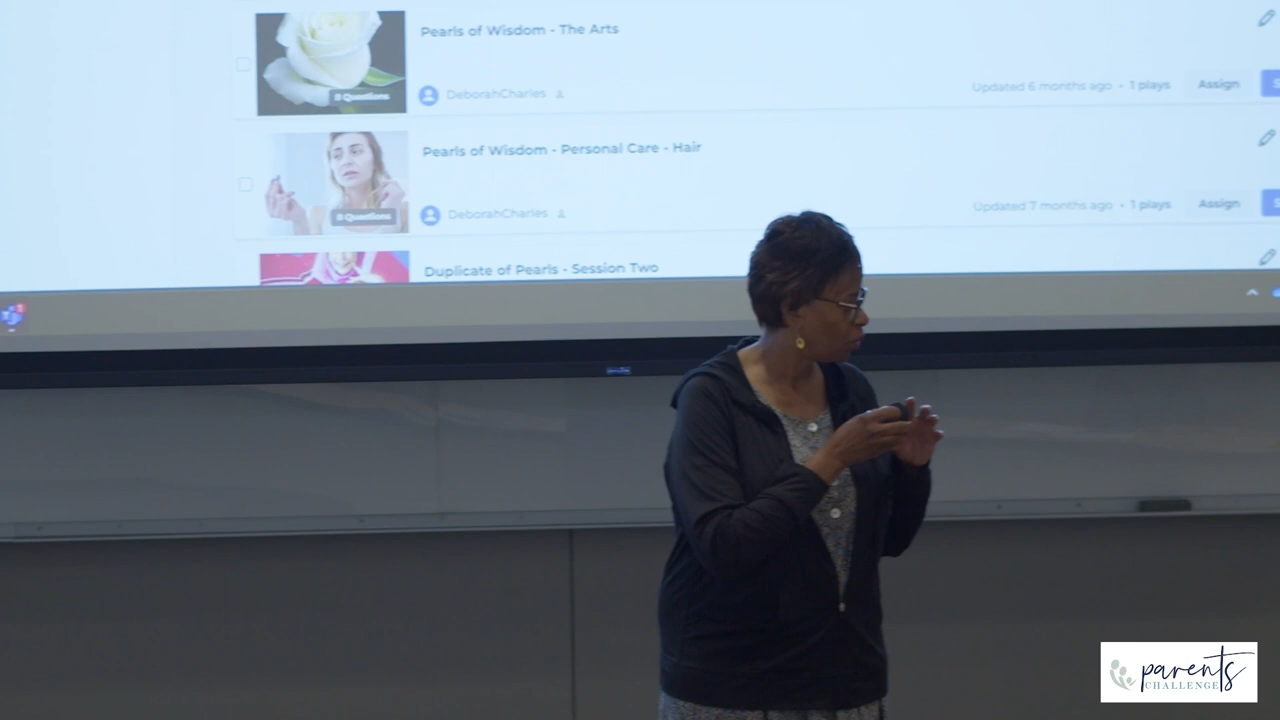 Pearls of Wisdom - The Arts
8 Questions
DeborahCharles
Updated 6 months ago • 1 plays
Assign
Pearls of Wisdom - Personal Care - Hair
8 Questions
DeborahCharles
Updated 7 months ago • 1 plays
Assign
Duplicate of Pearls - Session Two
parents
CHALLENGE